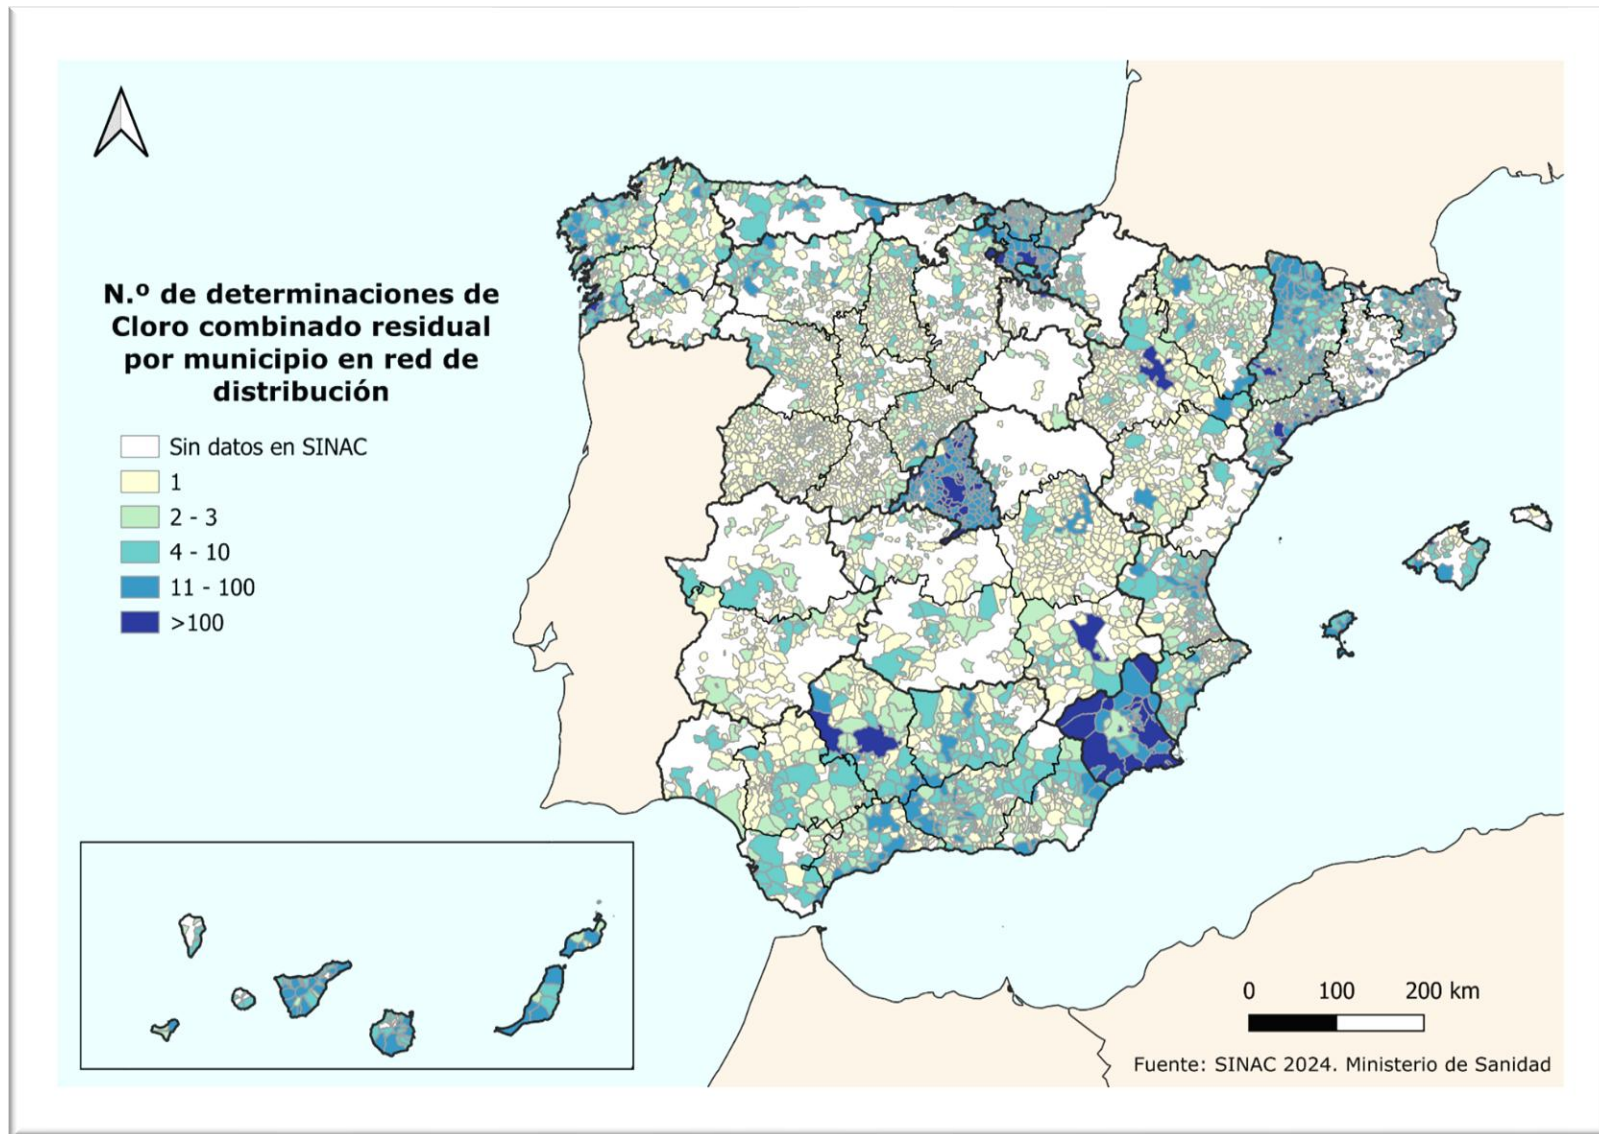 N.º de determinaciones de
Cloro combinado residual
por municipio en red de
distribución
Sin datos en SINAC
1
2 - 3
4 - 10
11 - 100
>100
0 100 200 km
Fuente: SINAC 2024. Ministerio de Sanidad